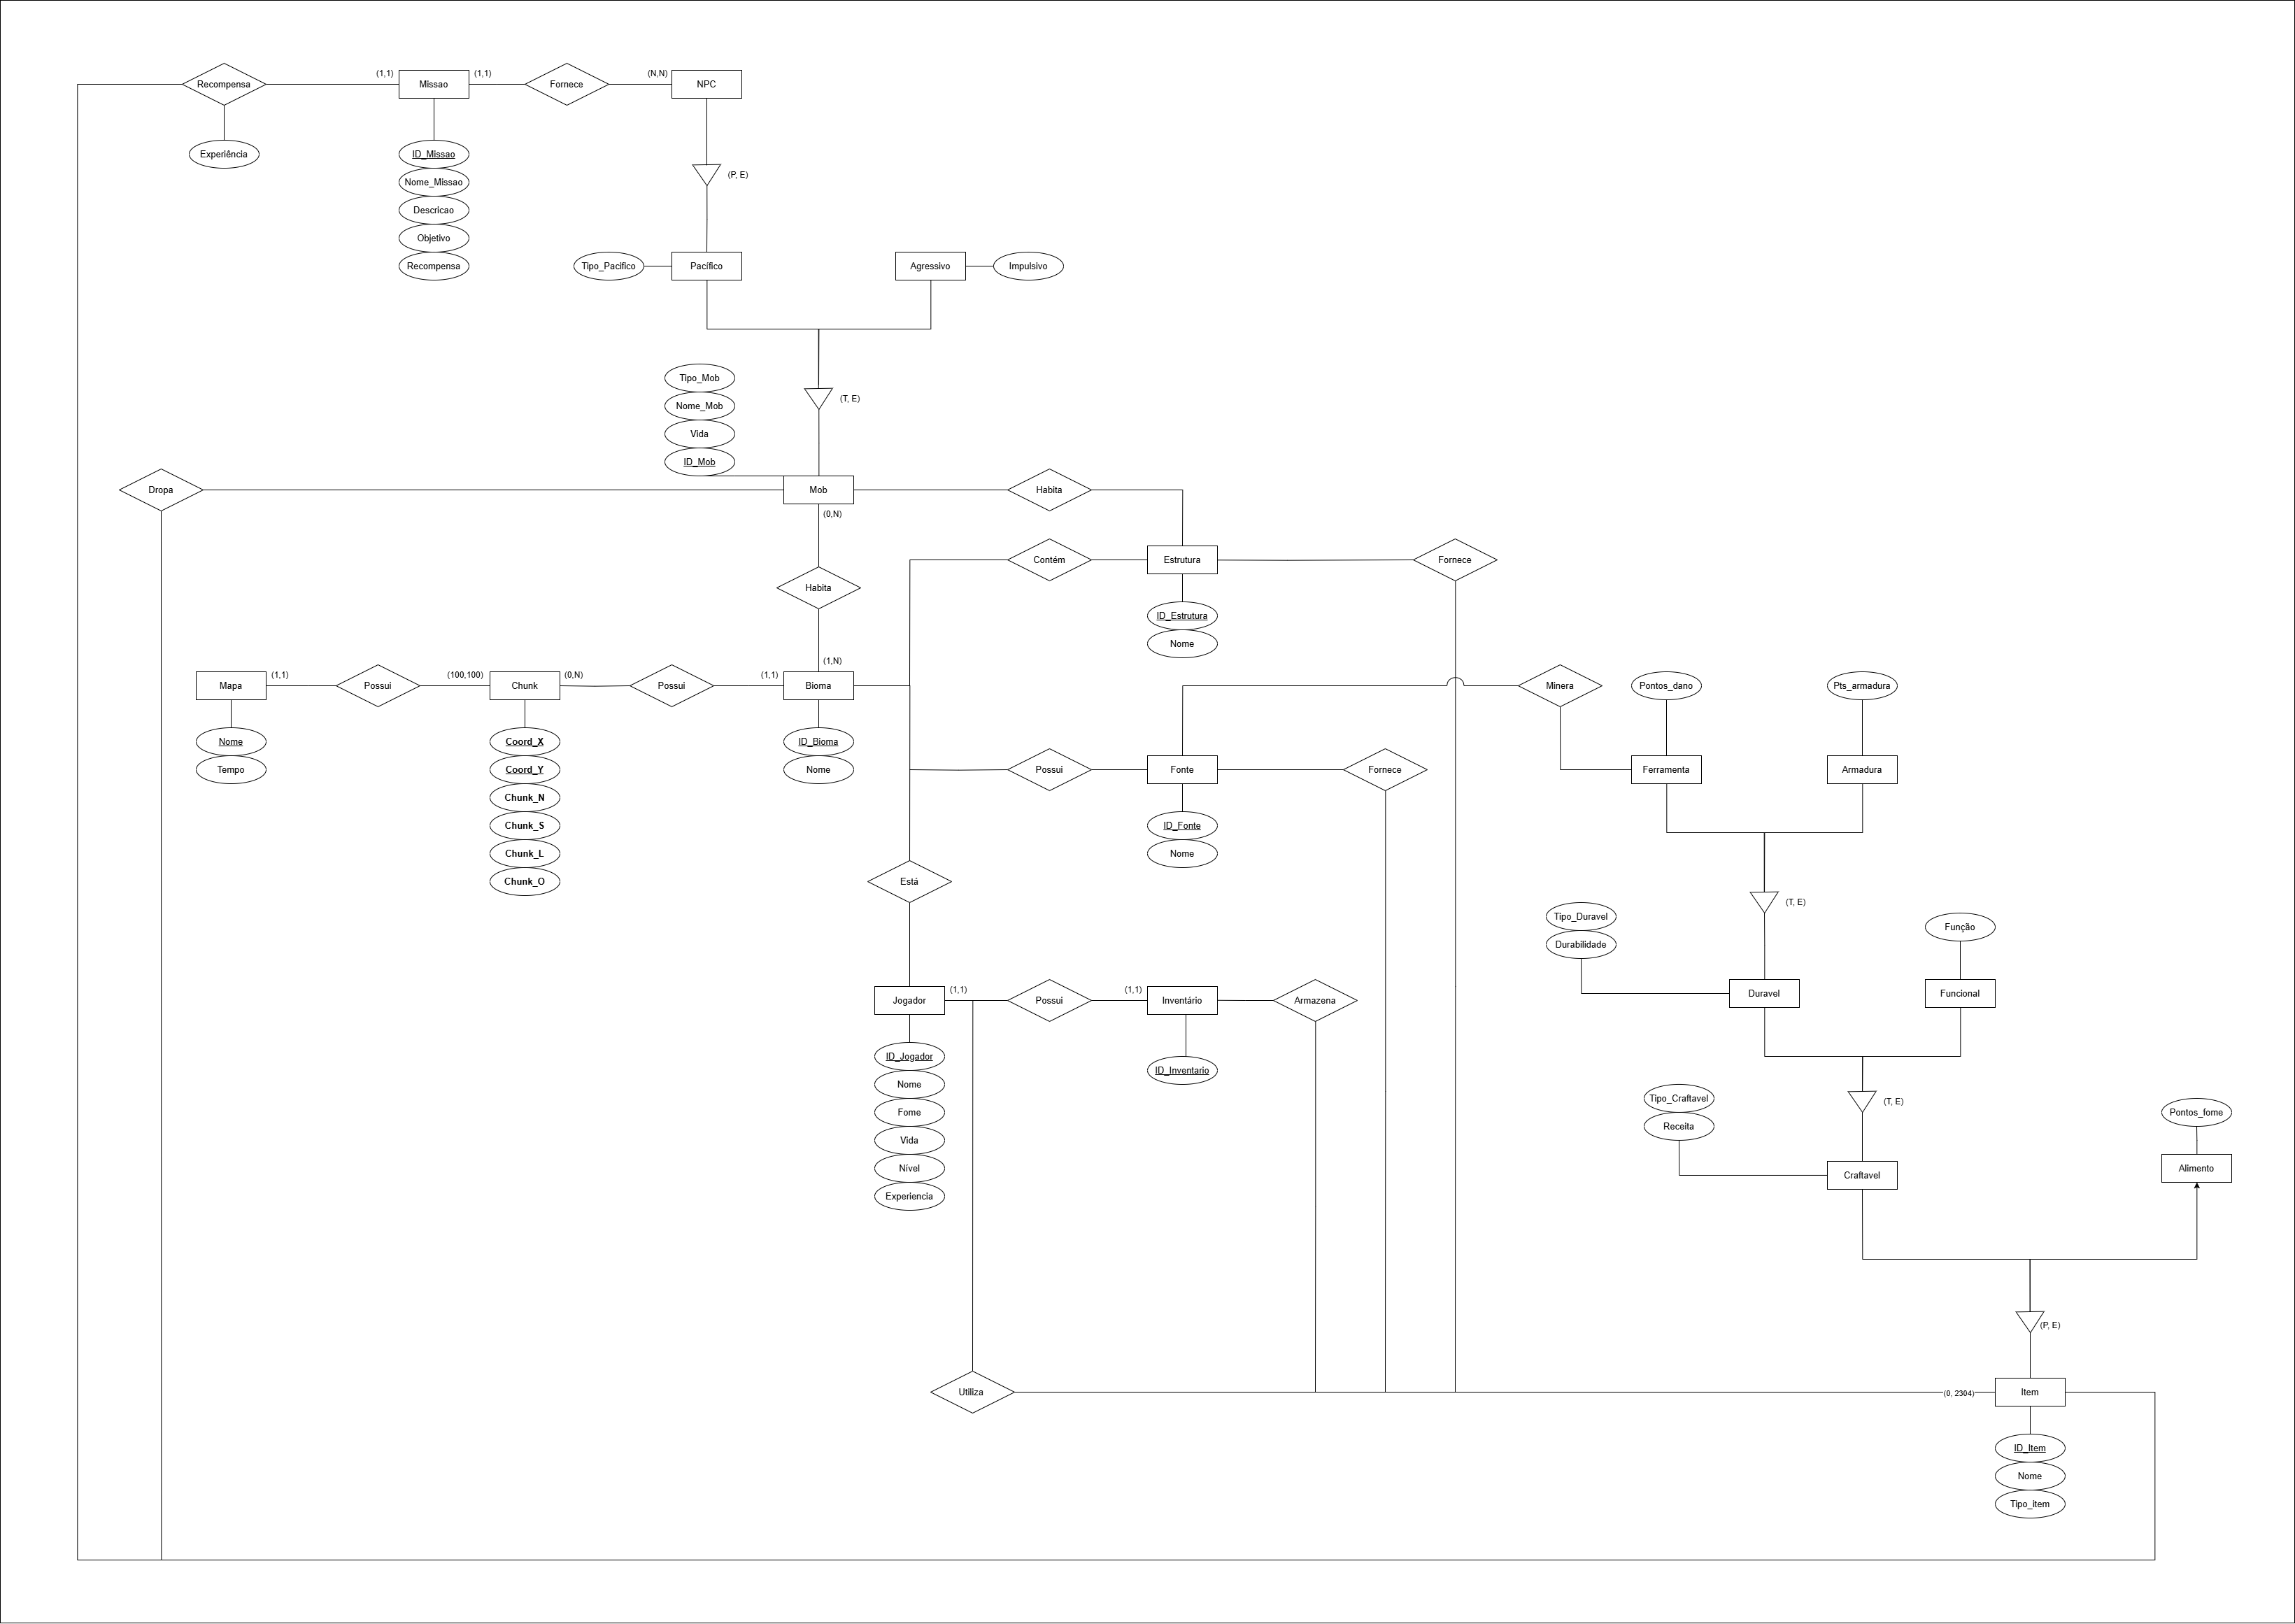 Recompensa
(1,1)
Missao
(1,1)
Fornece
(N,N)
NPC
Experiência
ID_Missao
Nome_Missao
Descricao
Objetivo
Recompensa
(P, E)
Tipo_Pacifico
Pacífico
Agressivo
Impulsivo
Tipo_Mob
Nome_Mob
Vida
ID_Mob
(T, E)
Dropa
Mob
Habita
(0,N)
Contém
Estrutura
Fornece
Habita
ID_Estrutura
Nome
(1,N)
Mapa
(1,1)
Possui
(100,100)
Chunk
(0,N)
Possui
(1,1)
Bioma
Minera
Pontos_dano
Pts_armadura
Nome
Tempo
Coord_X
Coord_Y
Chunk_N
Chunk_S
Chunk_L
Chunk_O
ID_Bioma
Nome
Possui
Fonte
Fornece
Ferramenta
Armadura
ID_Fonte
Nome
Está
(T, E)
Tipo_Duravel
Durabilidade
Função
Duravel
Funcional
Jogador
(1,1)
Possui
(1,1)
Inventário
Armazena
ID_Jogador
Nome
Fome
Vida
Nível
Experiencia
ID_Inventario
(T, E)
Tipo_Craftavel
Receita
Craftavel
Pontos_fome
Alimento
(P, E)
Utiliza
(0, 2304)
Item
ID_Item
Nome
Tipo_item